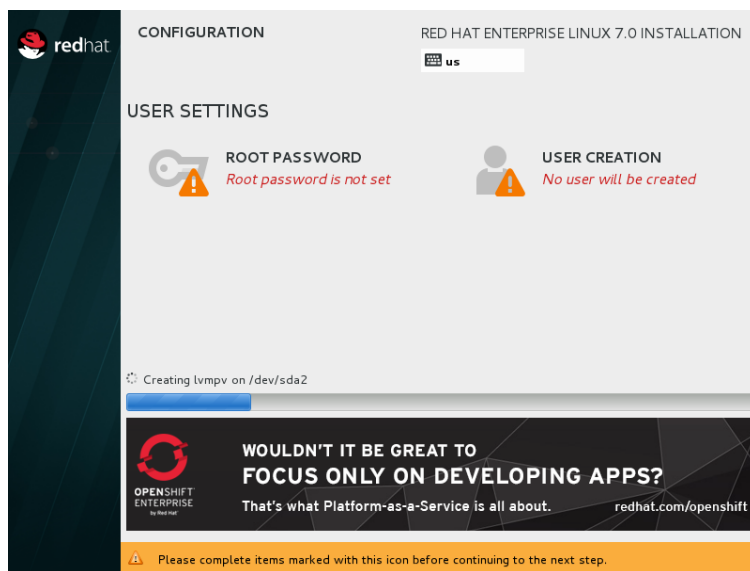 redhat
CONFIGURATION
RED HAT ENTERPRISE LINUX 7.0 INSTALLATION
us
USER SETTINGS
ROOT PASSWORD
Root password is not set
USER CREATION
No user will be created
Creating lvmpv on /dev/sda2
OPENSHIFT
ENTERPRISE
by Red Hat
WOULDN'T IT BE GREAT TO
FOCUS ONLY ON DEVELOPING APPS?
That's what Platform-as-a-Service is all about.
redhat.com/openshift
Please complete items marked with this icon before continuing to the next step.